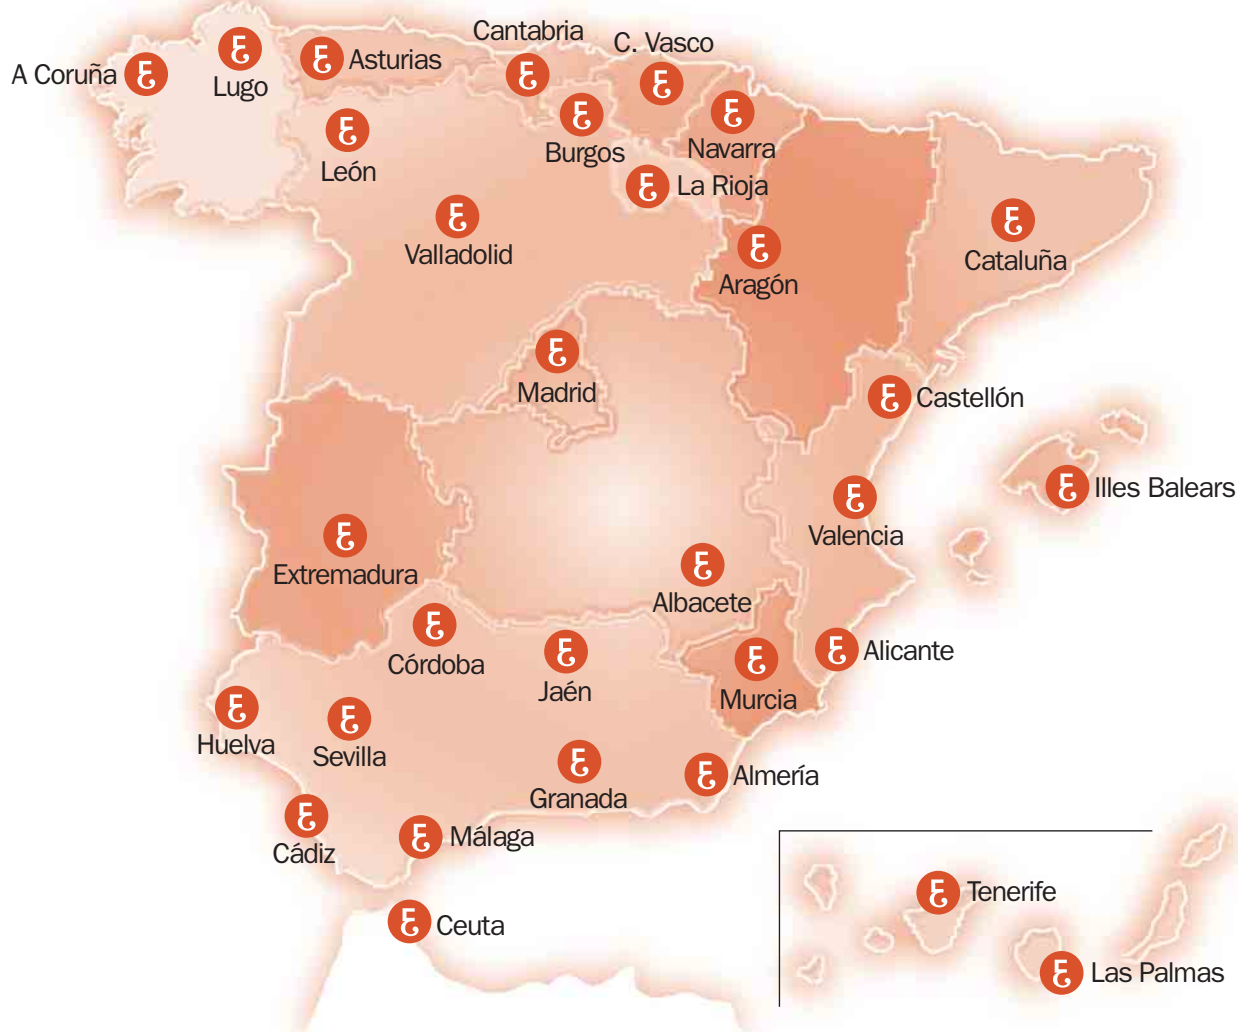 Cantabria
C. Vasco
Asturias
A Coruña
Lugo
Burgos
Navarra
León
La Rioja
Valladolid
Cataluña
Aragón
Madrid
Castellón
Illes Balears
Valencia
Extremadura
Albacete
Alicante
Córdoba
Jaén
Murcia
Huelva
Sevilla
Almería
Granada
Málaga
Cádiz
Tenerife
Ceuta
Las Palmas